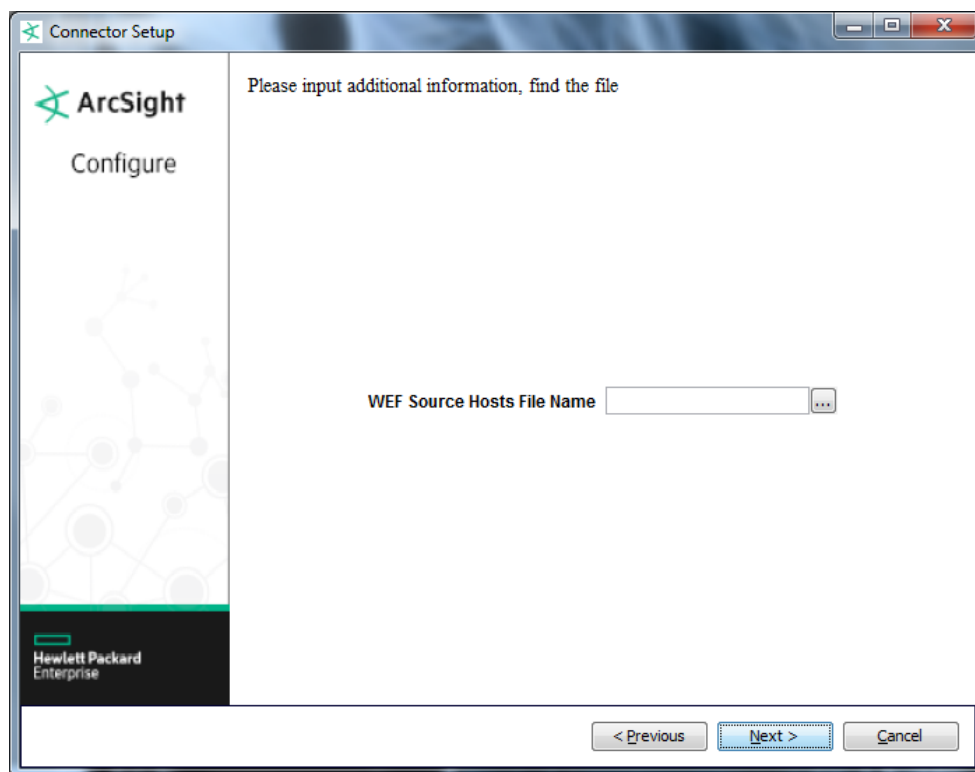 Connector Setup
ArcSight
Configure
Please input additional information, find the file
WEF Source Hosts File Name
...
Hewlett Packard
Enterprise
< Previous
Next >
Cancel